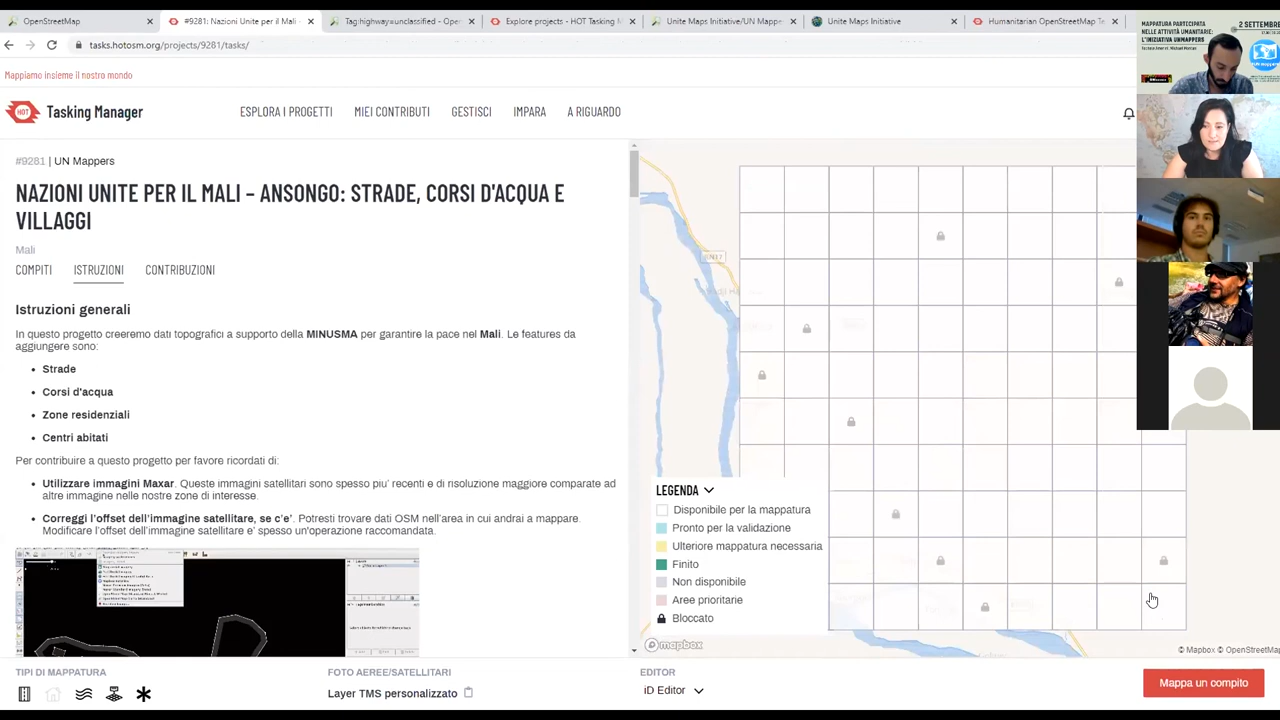 OpenStreetMap
#9281: Nazioni Unite per il Mali -
Tag:highway=unclassified - Ope
Explore projects - HOT Tasking M
Unite Maps Initiative/UN Mappe
Unite Maps Initiative
Humanitarian OpenStreetMap Te
tasks.hotosm.org/projects/9281/tasks/
Mappiamo insieme il nostro mondo
HOT Tasking Manager
ESPLORA I PROGETTI MIEI CONTRIBUTI GESTISCI IMPARA A RIGUARDO
MAPPATURA PARTECIPATA
NELLE ATTIVITÀ UMANITARIE:
L'INIZIATIVA UNMAPPERS
2 SETTEMBRE
#9281 | UN Mappers
NAZIONI UNITE PER IL MALI – ANSONGO: STRADE, CORSI D'ACQUA E
VILLAGGI
Mali
COMPITI ISTRUZIONI CONTRIBUZIONI
Istruzioni generali
In questo progetto creeremo dati topografici a supporto della MINUSMA per garantire la pace nel Mali. Le features da
aggiungere sono:
• Strade
• Corsi d'acqua
• Zone residenziali
• Centri abitati
Per contribuire a questo progetto per favore ricordati di:
• Utilizzare immagini Maxar. Queste immagini satellitari sono spesso piu' recenti e di risoluzione maggiore comparate ad
altre immagine nelle nostre zone di interesse.
• Correggi l'offset dell'immagine satellitare, se c'e'. Potresti trovare dati OSM nell'area in cui andrai a mappare.
Modificare l'offset dell'immagine satellitare e' spesso un'operazione raccomandata.
RN17
LEGENDA
Disponibile per la mappatura
Pronto per la validazione
Ulteriore mappatura necessaria
Finito
Non disponibile
Aree prioritarie
Bloccato
mapbox
© Mapbox © OpenStreetMa
TIPI DI MAPPATURA
FOTO AEREE/SATELLITARI
Layer TMS personalizzato
EDITOR
iD Editor
Mappa un compito